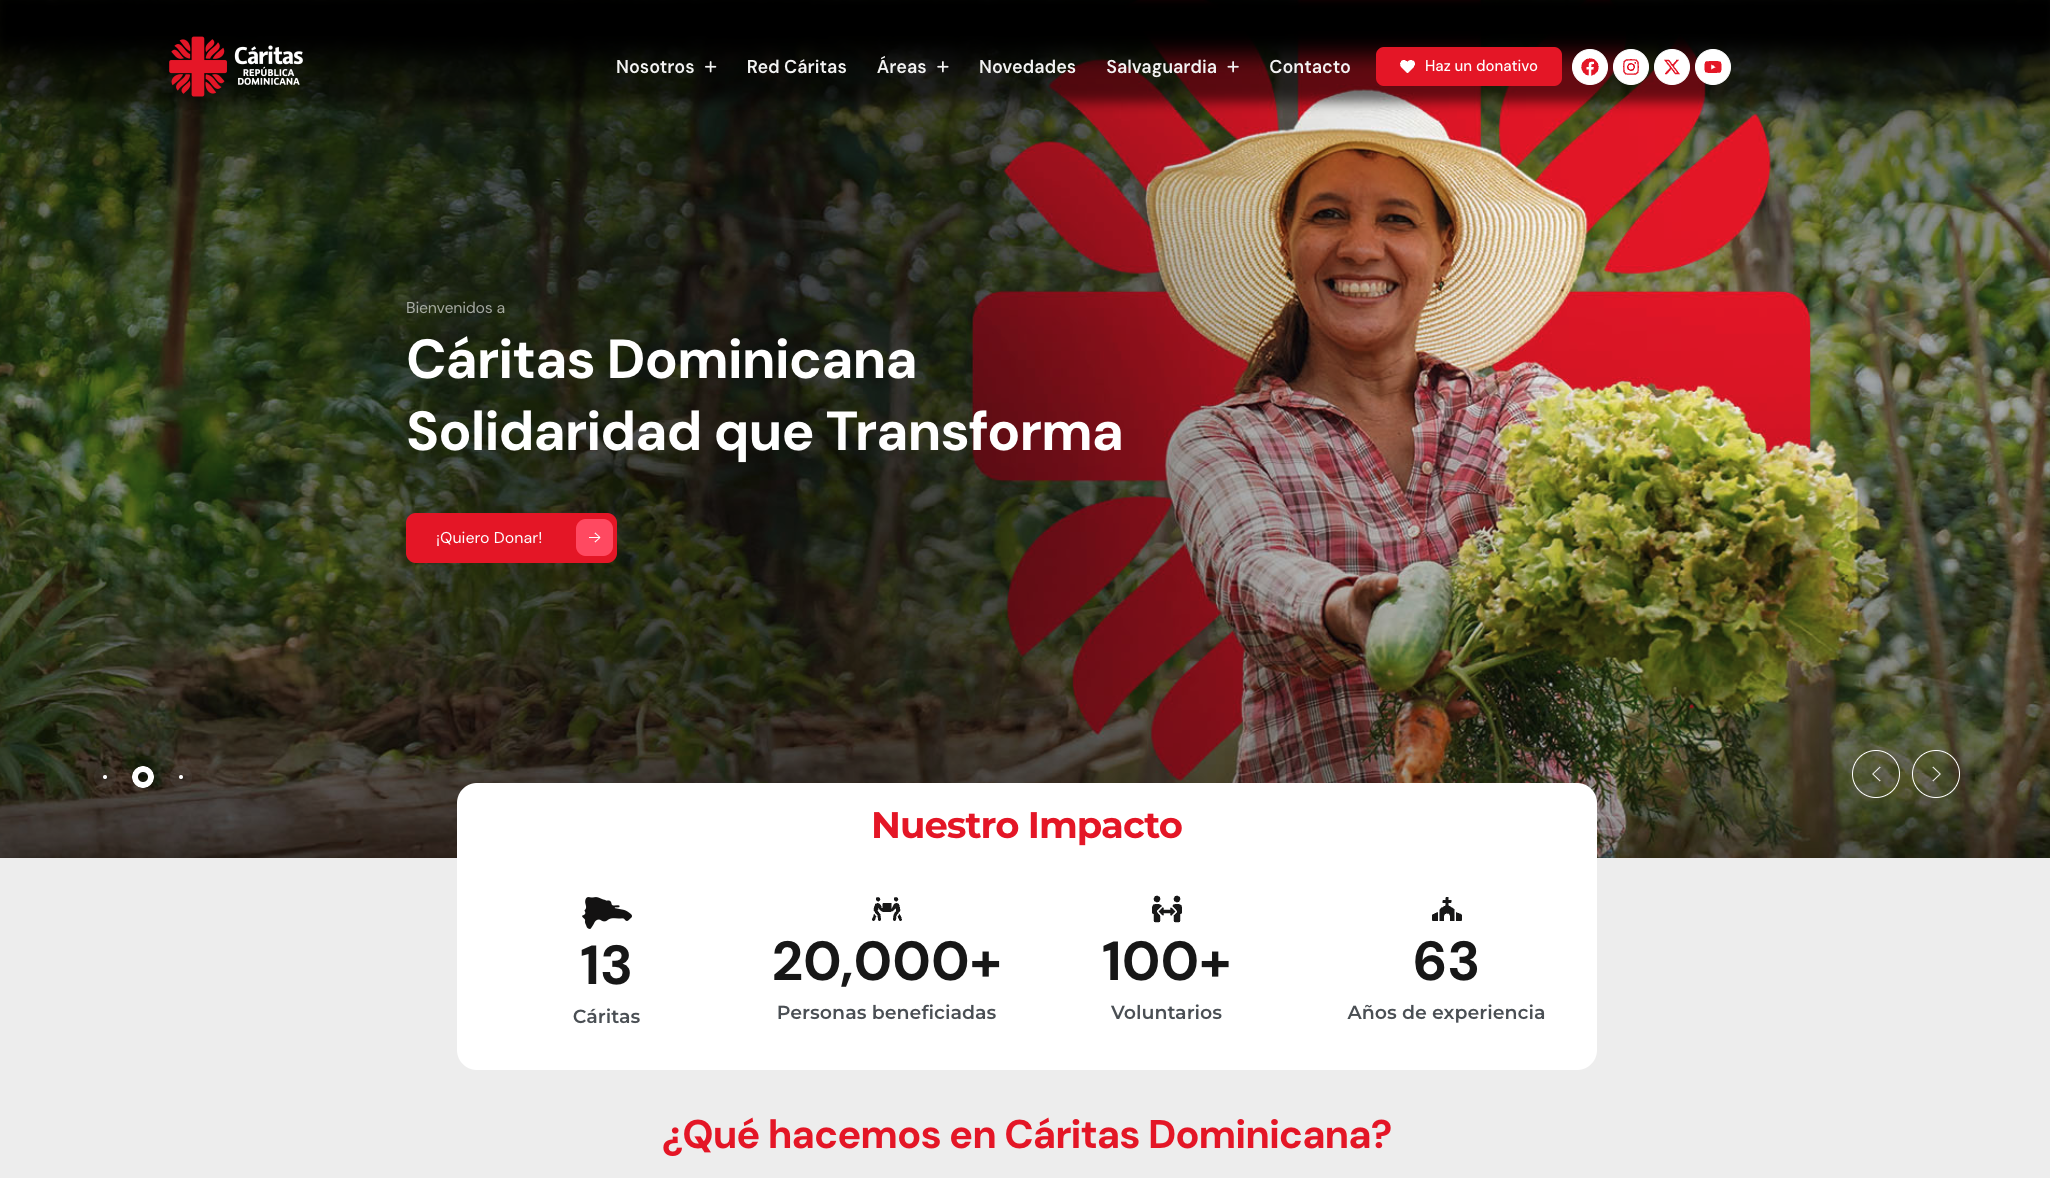 Cáritas
REPÚBLICA
DOMINICANA
Nosotros +
Red Cáritas
Áreas +
Novedades
Salvaguardia +
Contacto
Haz un donativo
Bienvenidos a
Cáritas Dominicana
Solidaridad que Transforma
¡Quiero Donar!
Nuestro Impacto
13
Cáritas
20,000+
Personas beneficiadas
100+
Voluntarios
63
Años de experiencia
¿Qué hacemos en Cáritas Dominicana?